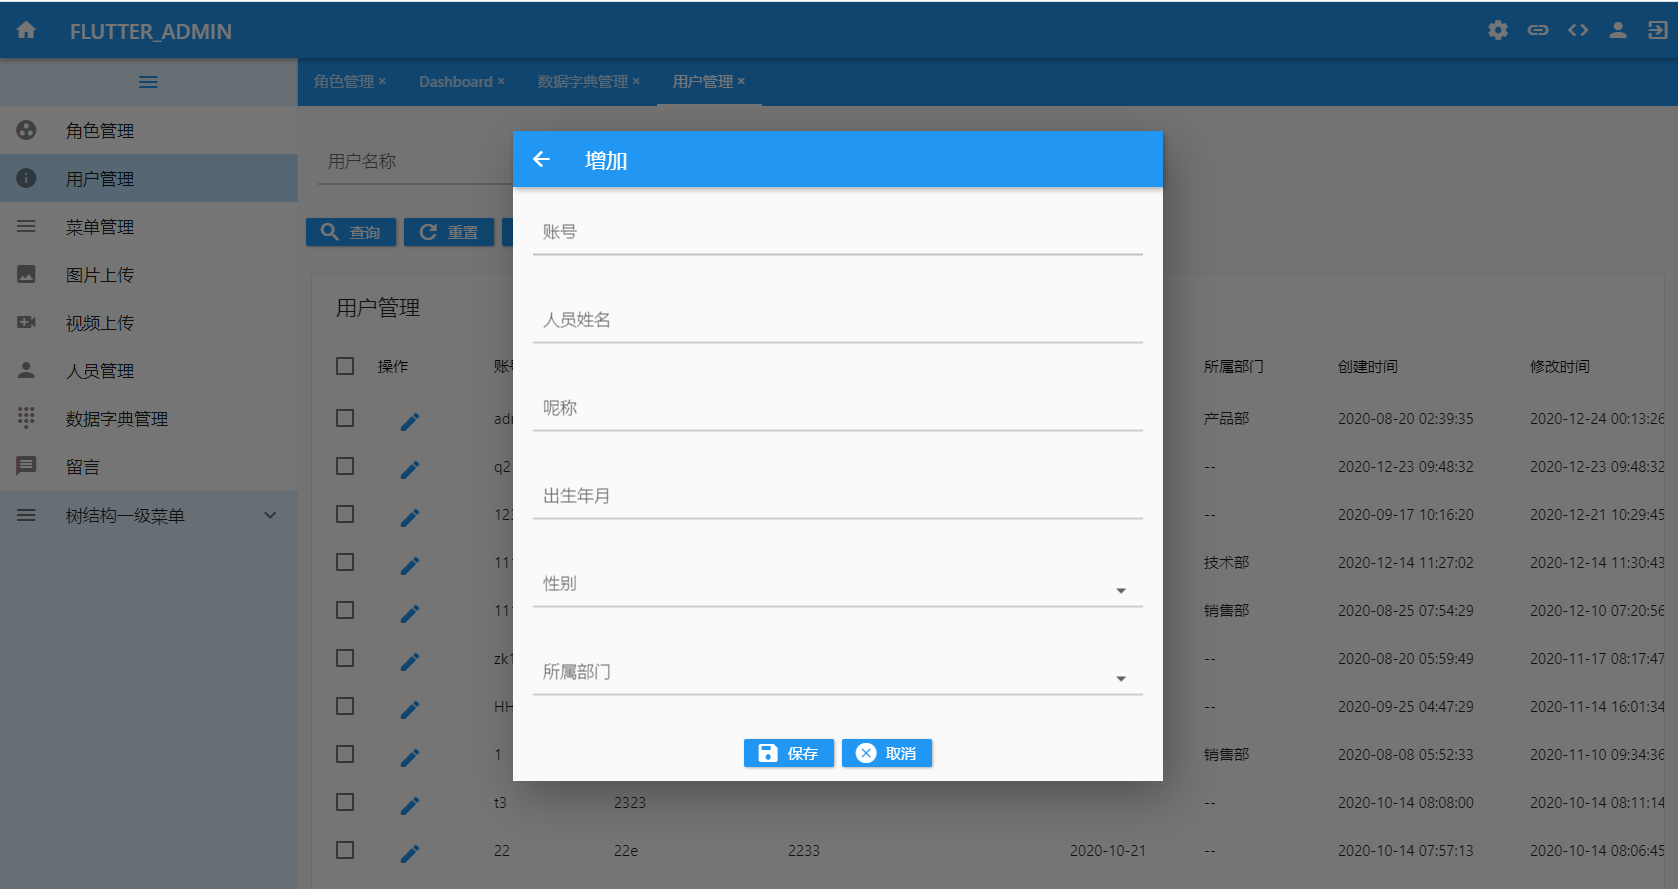 FLUTTER_ADMIN
角色管理 × Dashboard × 数据字典管理 × 用户管理 ×
角色管理
用户管理
菜单管理
图片上传
视频上传
人员管理
数据字典管理
留言
树结构一级菜单
用户名称
查询 重置
用户管理
操作 账号 所属部门 创建时间 修改时间
产品部 2020-08-20 02:39:35 2020-12-24 00:13:26
q2 -- 2020-12-23 09:48:32 2020-12-23 09:48:32
123 -- 2020-09-17 10:16:20 2020-12-21 10:29:45
111 技术部 2020-12-14 11:27:02 2020-12-14 11:30:43
111 销售部 2020-08-25 07:54:29 2020-12-10 07:20:56
zk1 -- 2020-08-20 05:59:49 2020-11-17 08:17:47
HH -- 2020-09-25 04:47:29 2020-11-14 16:01:34
1 销售部 2020-08-08 05:52:33 2020-11-10 09:34:36
t3 2323 -- 2020-10-14 08:08:00 2020-10-14 08:11:14
22 22e 2233 2020-10-21 -- 2020-10-14 07:57:13 2020-10-14 08:06:45
增加
账号
人员姓名
呢称
出生年月
性别
所属部门
保存 取消